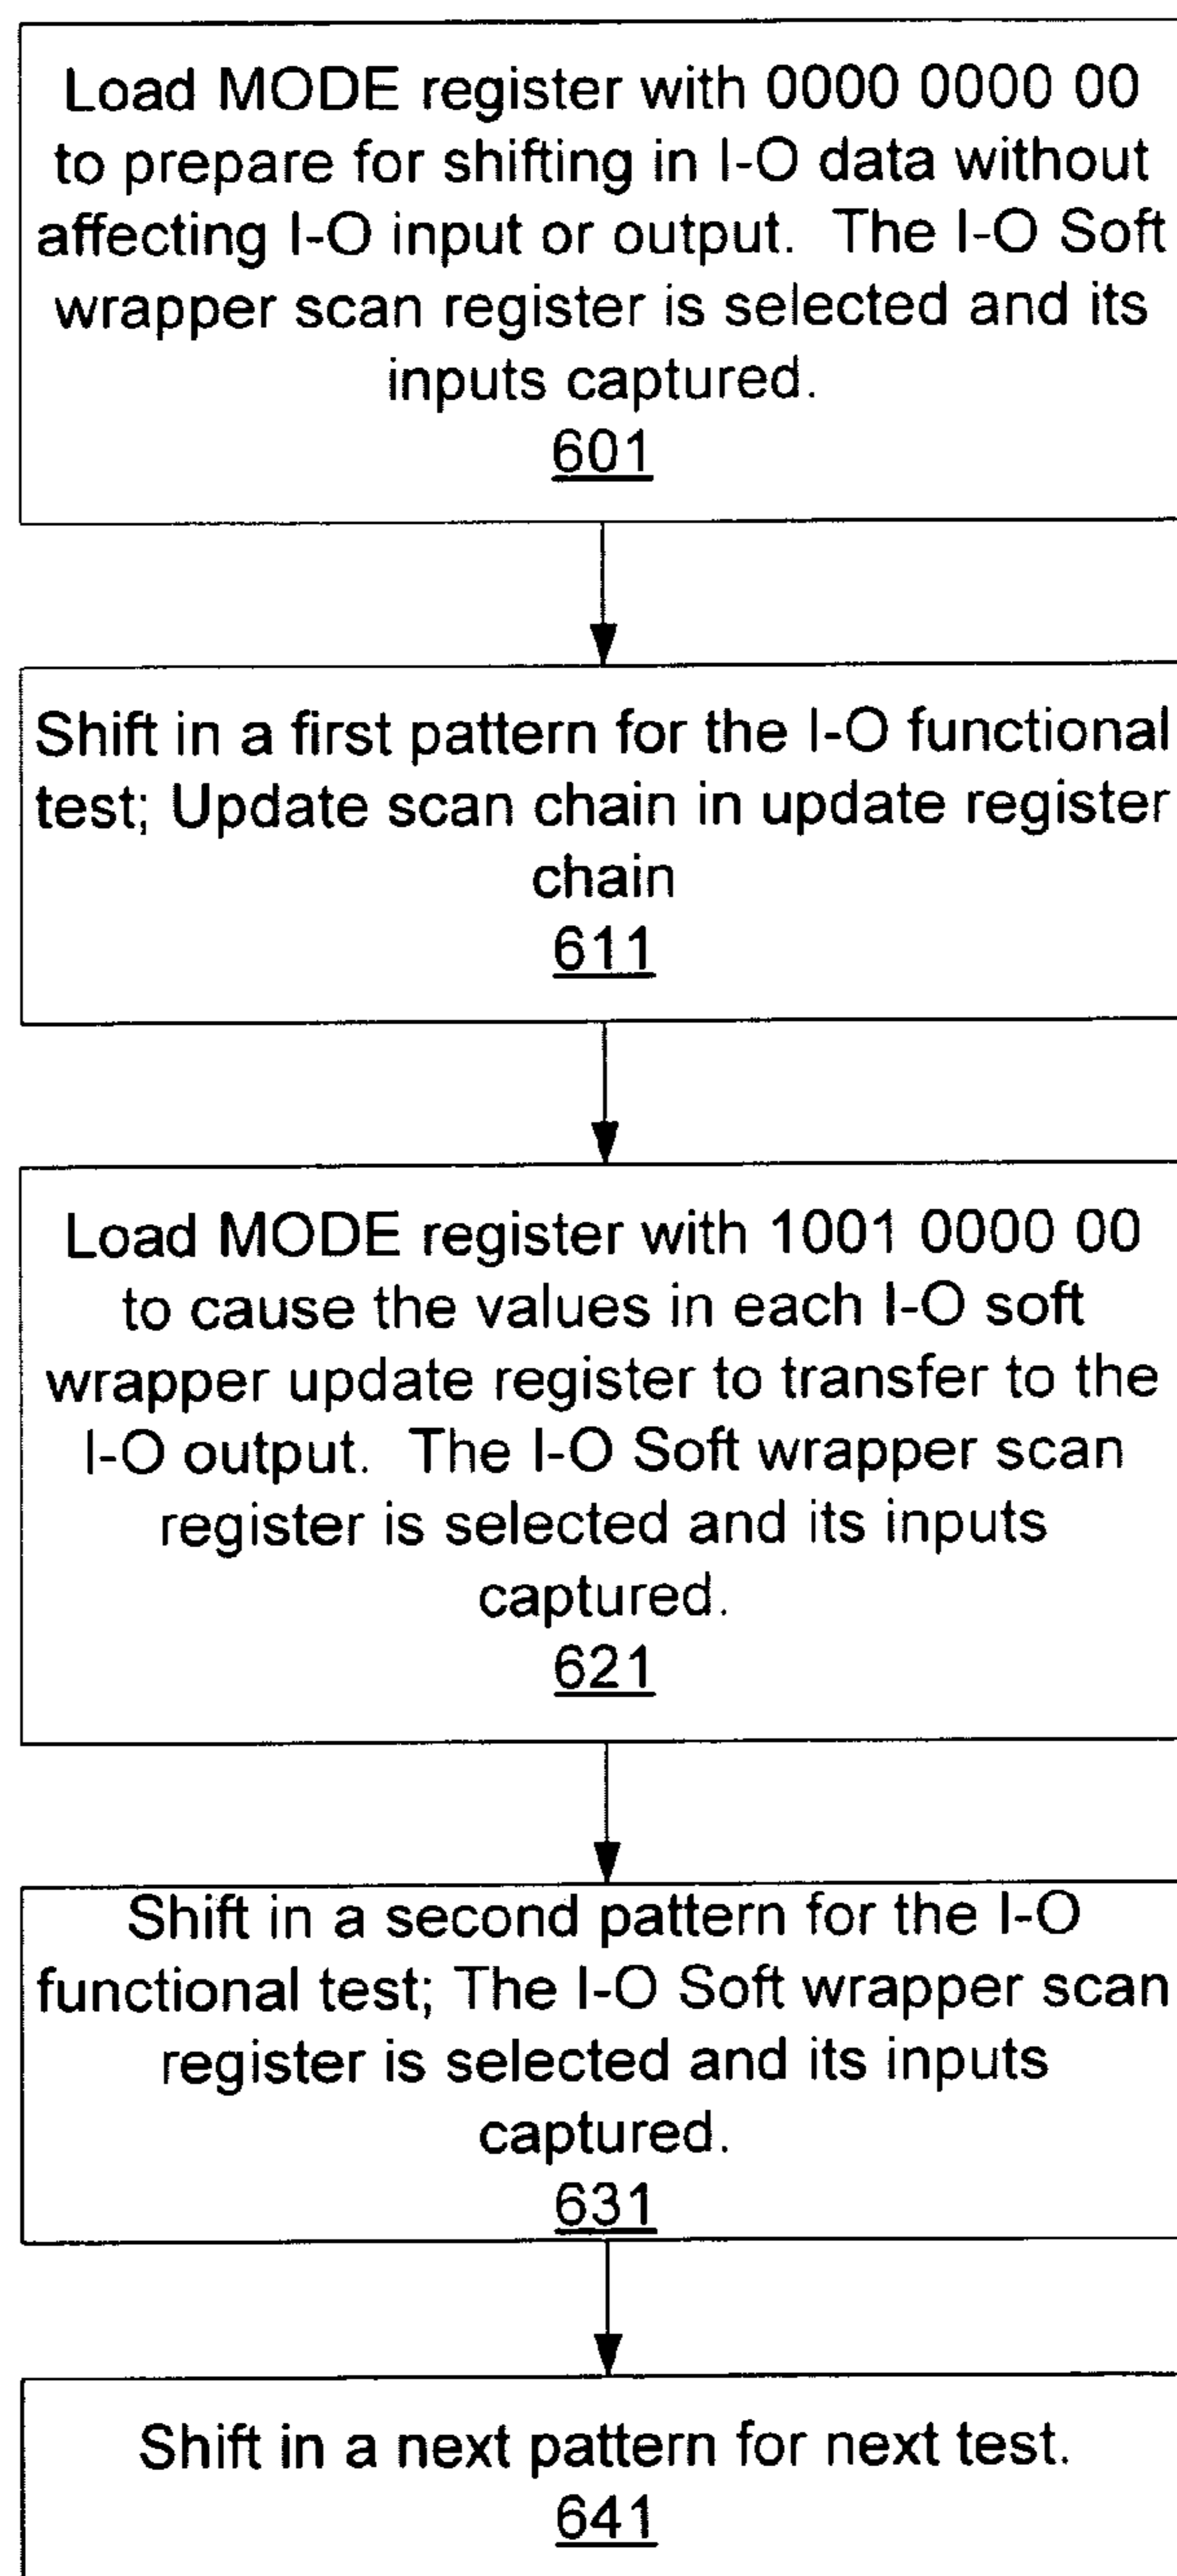 Load MODE register with 0000 0000 00
to prepare for shifting in I-O data without
affecting I-O input or output. The I-O Soft
wrapper scan register is selected and its
inputs captured.
601
Shift in a first pattern for the I-O functional
test; Update scan chain in update register
chain
611
Load MODE register with 1001 0000 00
to cause the values in each I-O soft
wrapper update register to transfer to the
I-O output. The I-O Soft wrapper scan
register is selected and its inputs
captured.
621
Shift in a second pattern for the I-O
functional test; The I-O Soft wrapper scan
register is selected and its inputs
captured.
631
Shift in a next pattern for next test.
641